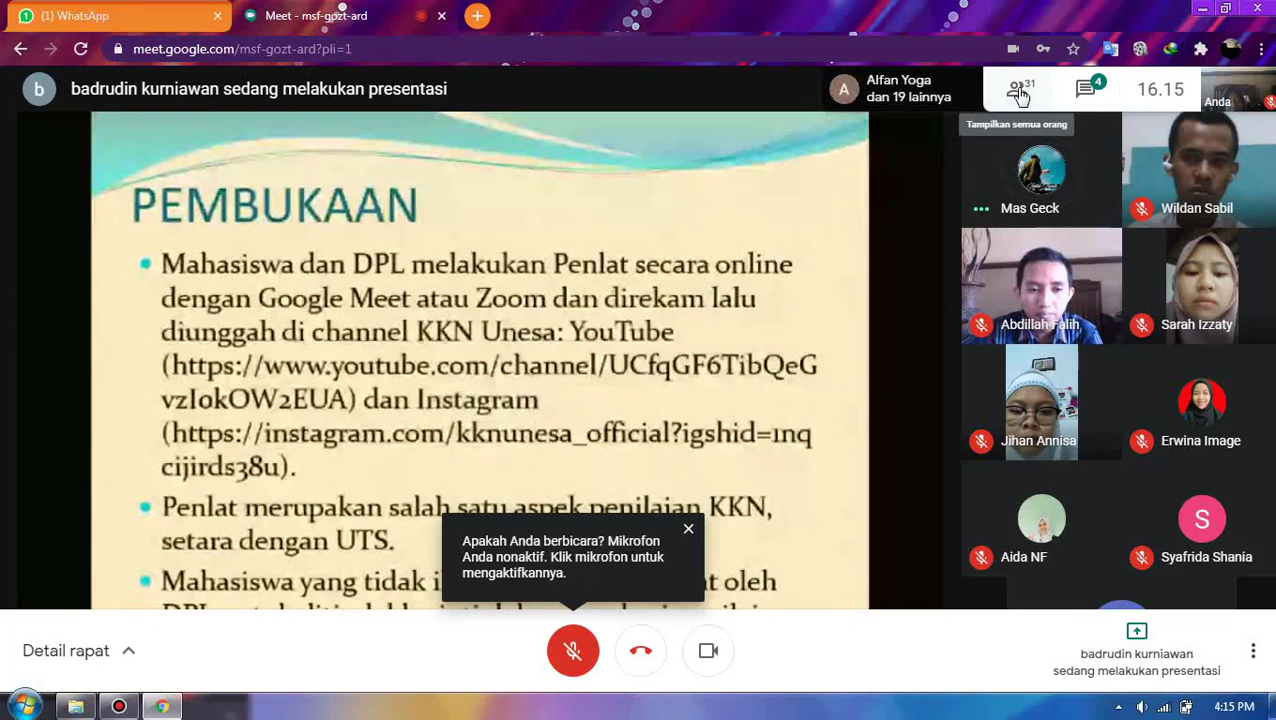 (1) WhatsApp
Meet - msf-gozt-ard
meet.google.com/msf-gozt-ard?pli=1
b
badrudin kurniawan sedang melakukan presentasi
A
Alfan Yoga
dan 19 lainnya
31
4
16.15
Anda
Tampilkan semua orang
PEMBUKAAN
Mahasiswa dan DPL melakukan Penlat secara online
dengan Google Meet atau Zoom dan direkam lalu
diunggah di channel KKN Unesa: YouTube
(https://www.youtube.com/channel/UCfqGF6TibQeG
vzI0kOW2EUA) dan Instagram
(https://instagram.com/kknunesa_official?igshid=1nq
cijirds38u).
Penlat merupakan salah satu aspek penilaian KKN,
setara dengan UTS.
Mahasiswa yang tidak
oleh
Apakah Anda berbicara? Mikrofon
Anda nonaktif. Klik mikrofon untuk
mengaktifkannya.
Mas Geck
Wildan Sabil
Abdillah Falih
Sarah Izzaty
Jihan Annisa
Erwina Image
Aida NF
S
Syafrida Shania
Detail rapat
badrudin kurniawan
sedang melakukan presentasi
4:15 PM